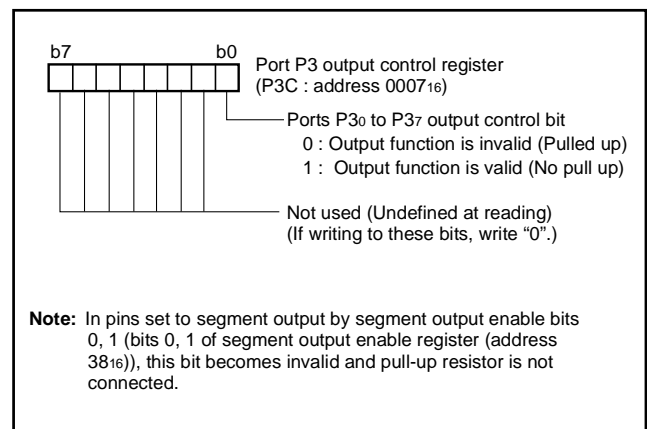 b7 b0
Port P3 output control register
(P3C : address 000716)
Ports P30 to P37 output control bit
0 : Output function is invalid (Pulled up)
1 : Output function is valid (No pull up)
Not used (Undefined at reading)
(If writing to these bits, write “0”.)
Note: In pins set to segment output by segment output enable bits
0, 1 (bits 0, 1 of segment output enable register (address
3816)), this bit becomes invalid and pull-up resistor is not
connected.